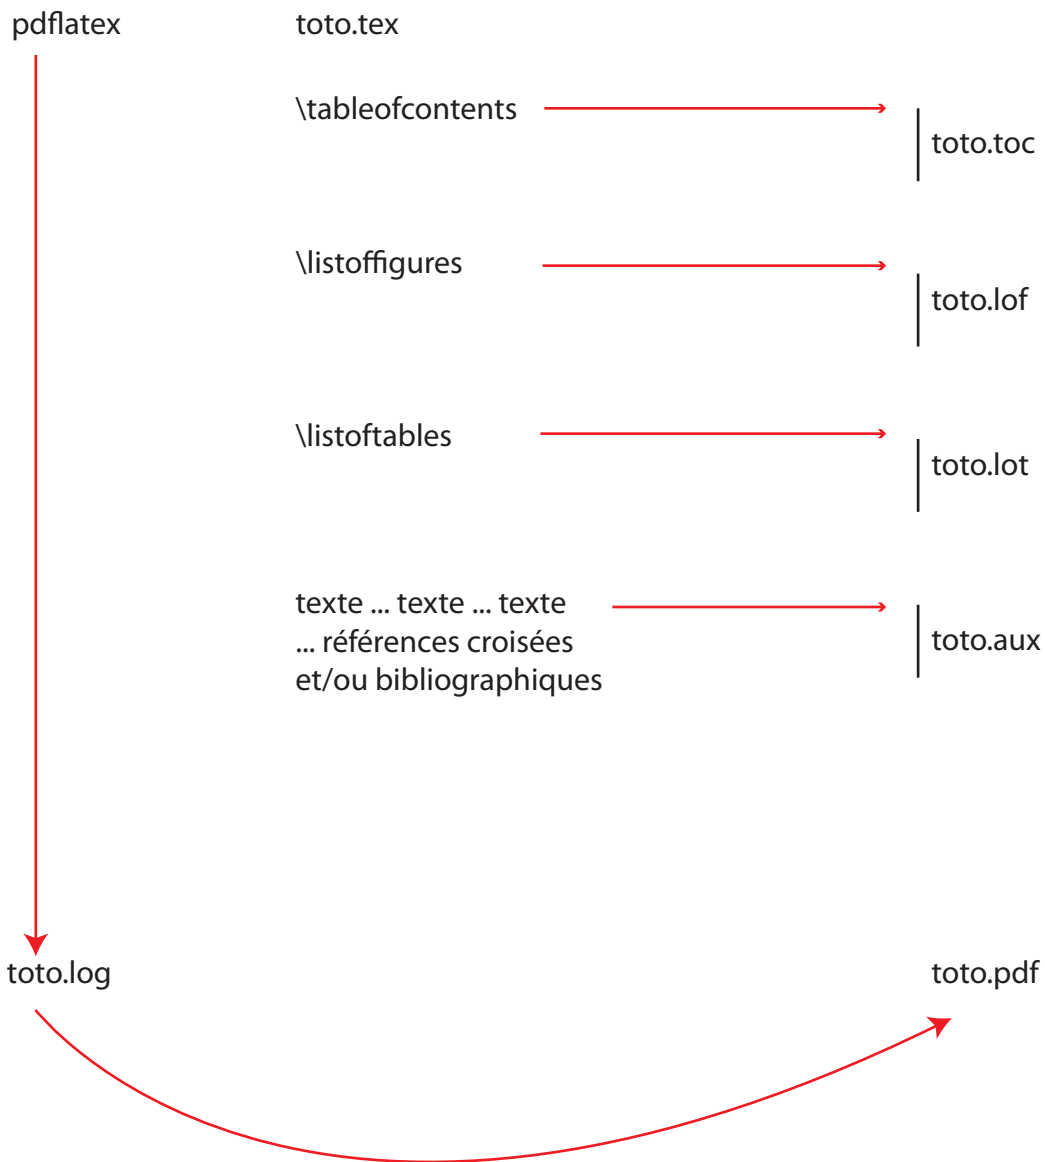 pdflatex
toto.tex
\tableofcontents
toto.toc
\listoffigures
toto.lof
\listoftables
toto.lot
texte ... texte ... texte
... références croisées
et/ou bibliographiques
toto.aux
toto.log
toto.pdf